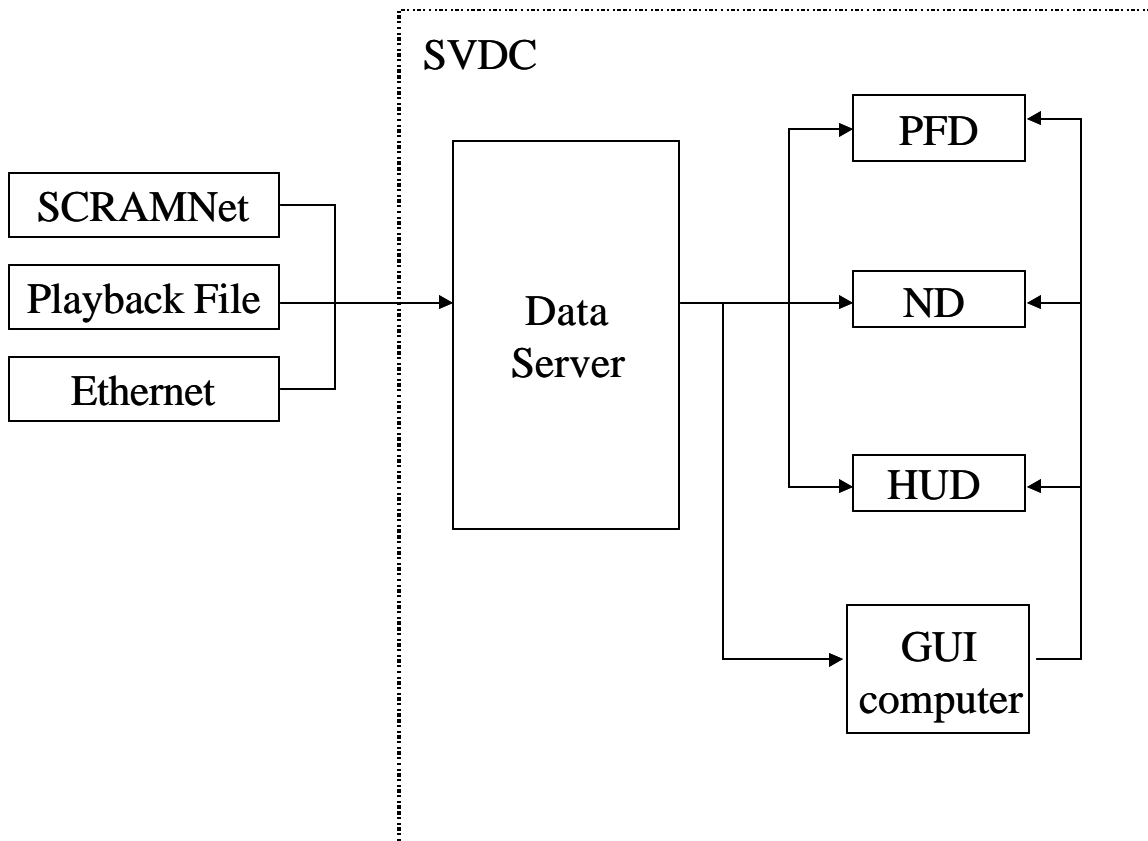 SVDC
SCRAMNet
Playback File
Ethernet
Data
Server
PFD
ND
HUD
GUI
computer